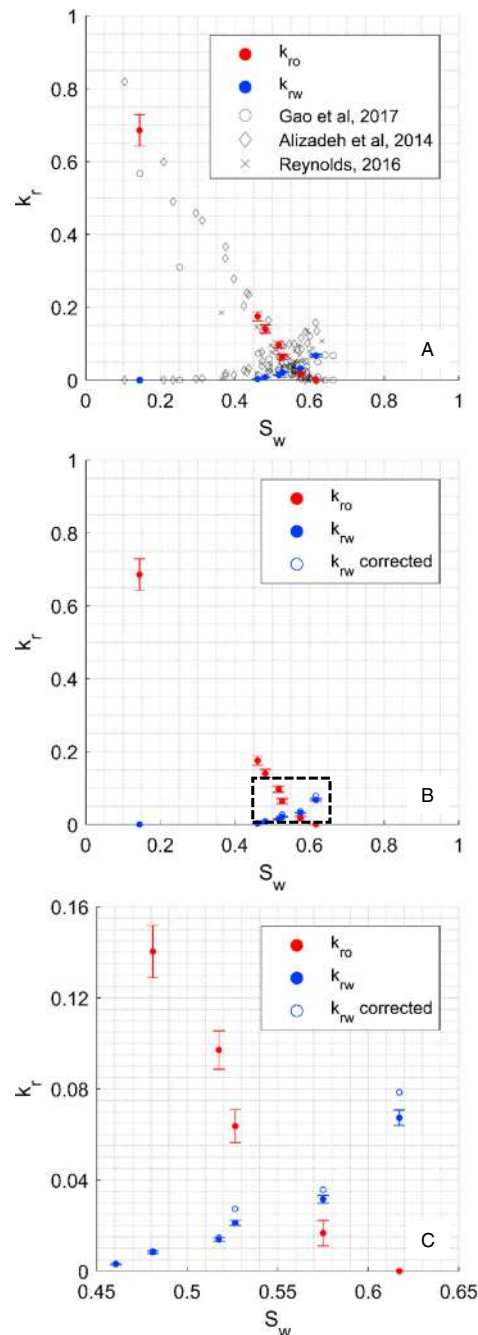 1
0.8
0.6
0.4
0.2
0
k_r
k_ro
k_rw
Gao et al, 2017
Alizadeh et al, 2014
Reynolds, 2016
A
0 0.2 0.4 0.6 0.8 1
S_w
1
0.8
0.6
0.4
0.2
0
k_r
k_ro
k_rw
k_rw corrected
B
0 0.2 0.4 0.6 0.8 1
S_w
0.16
0.12
0.08
0.04
0
k_r
k_ro
k_rw
k_rw corrected
C
0.45 0.5 0.55 0.6 0.65
S_w